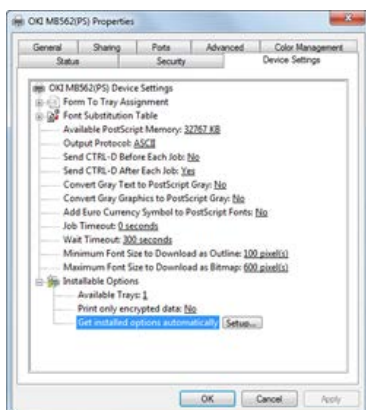 OKI MB562(PS) Properties
General Sharing Ports Advanced Color Management
Status Security Device Settings
OKI MB562(PS) Device Settings
Form To Tray Assignment
Font Substitution Table
Available PostScript Memory: 32767 KB
Output Protocol: ASCII
Send CTRL-D Before Each Job: No
Send CTRL-D After Each Job: Yes
Convert Gray Text to PostScript Gray: No
Convert Gray Graphics to PostScript Gray: No
Add Euro Currency Symbol to PostScript Fonts: No
Job Timeout: 0 seconds
Wait Timeout: 300 seconds
Minimum Font Size to Download as Outline: 100 pixel(s)
Maximum Font Size to Download as Bitmap: 600 pixel(s)
Installable Options
Available Trays: 1
Print only encrypted data: No
Get installed options automatically Setup...
OK Cancel Apply